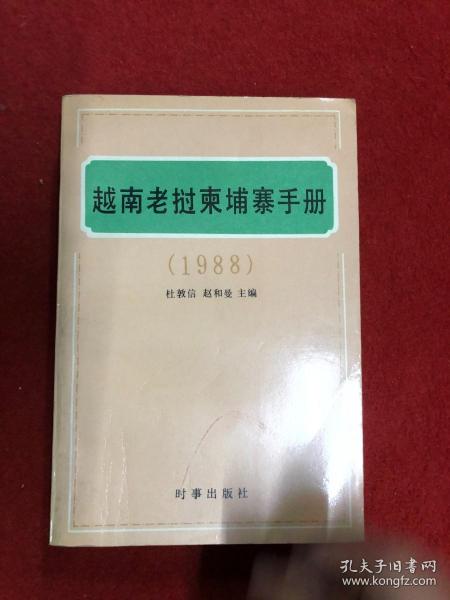 越南老挝柬埔寨手册
(1988)
杜敦信 赵和曼 主编
时事出版社
孔夫子旧书网
www.kongfz.com